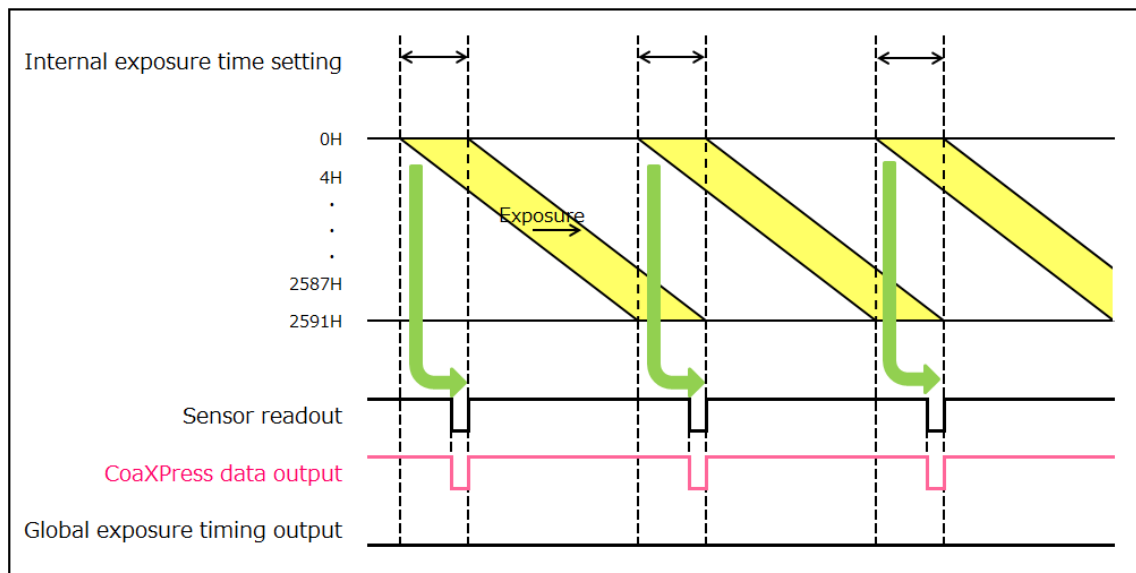 Internal exposure time setting
0H
4H
.
.
.
2587H
2591H
Exposure
Sensor readout
CoaXPress data output
Global exposure timing output